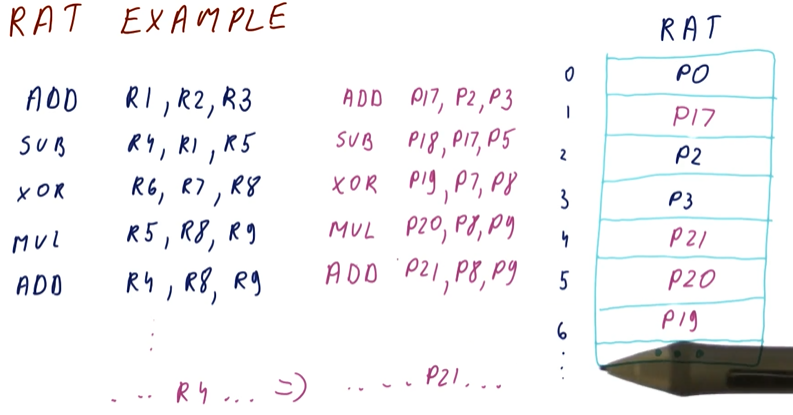 RAT EXAMPLE
ADD R1, R2, R3
SUB R4, R1, R5
XOR R6, R7, R8
MUL R5, R8, R9
ADD R4, R8, R9
⋮
... R4 ... => .... P21...
ADD P17, P2, P3
SUB P18, P17, P5
XOR P19, P7, P8
MUL P20, P8, P9
ADD P21, P8, P9
RAT
0 P0
1 P17
2 P2
3 P3
4 P21
5 P20
6 P19
⋮ ...